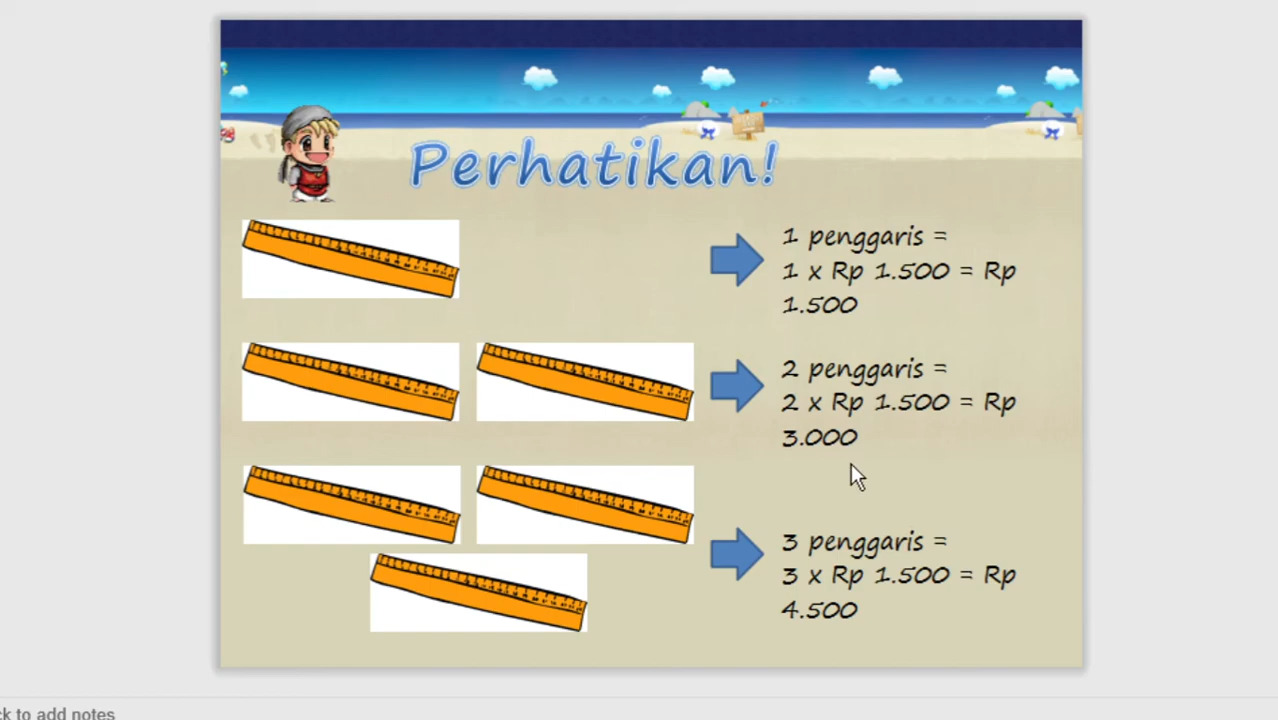 Perhatikan!
1 penggaris =
1 x Rp 1.500 = Rp
1.500
2 penggaris =
2 x Rp 1.500 = Rp
3.000
3 penggaris =
3 x Rp 1.500 = Rp
4.500
ck to add notes